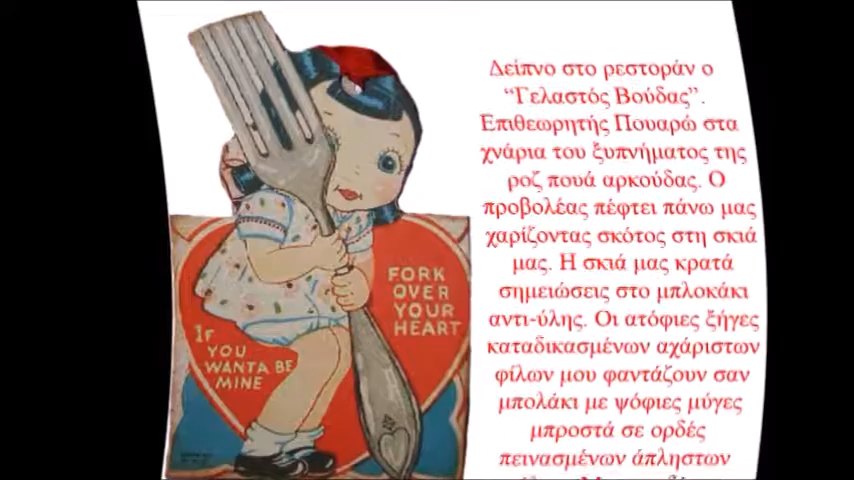 Δείπνο στο ρεστοράν ο
“Γελαστός Βούδας”.
Επιθεωρητής Πουαρώ στα
χνάρια του ξυπνήματος της
ροζ πουά αρκούδας. Ο
προβολέας πέφτει πάνω μας
χαρίζοντας σκότος στη σκιά
μας. Η σκιά μας κρατά
σημειώσεις στο μπλοκάκι
αντι-ύλης. Οι ατόφιες ξήγες
καταδικασμένων αχάριστων
φίλων μου φαντάζουν σαν
μπολάκι με ψόφιες μύγες
μπροστά σε ορδές
πεινασμένων άπληστων
FORK
OVER
YOUR
HEART
IF
YOU
WANTA BE
MINE